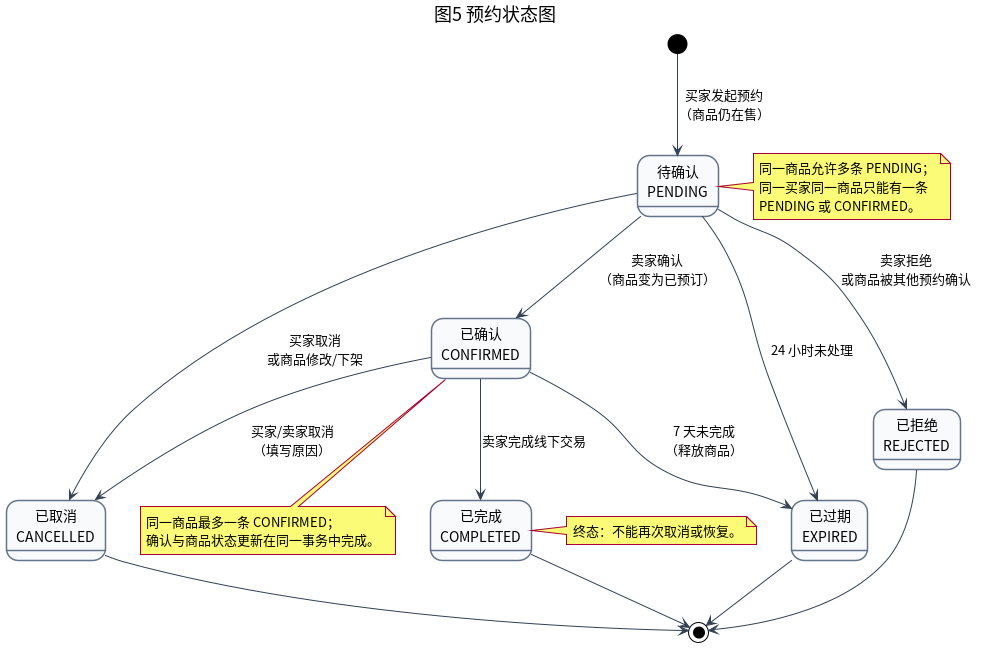 图5 预约状态图
买家发起预约
（商品仍在售）
待确认
PENDING
同一商品允许多条 PENDING；
同一买家同一商品只能有一条
PENDING 或 CONFIRMED。
卖家确认
（商品变为已预订）
卖家拒绝
或商品被其他预约确认
买家取消
或商品修改/下架
已确认
CONFIRMED
24 小时未处理
买家/卖家取消
（填写原因）
卖家完成线下交易
7 天未完成
（释放商品）
已拒绝
REJECTED
已取消
CANCELLED
同一商品最多一条 CONFIRMED；
确认与商品状态更新在同一事务中完成。
已完成
COMPLETED
终态：不能再次取消或恢复。
已过期
EXPIRED